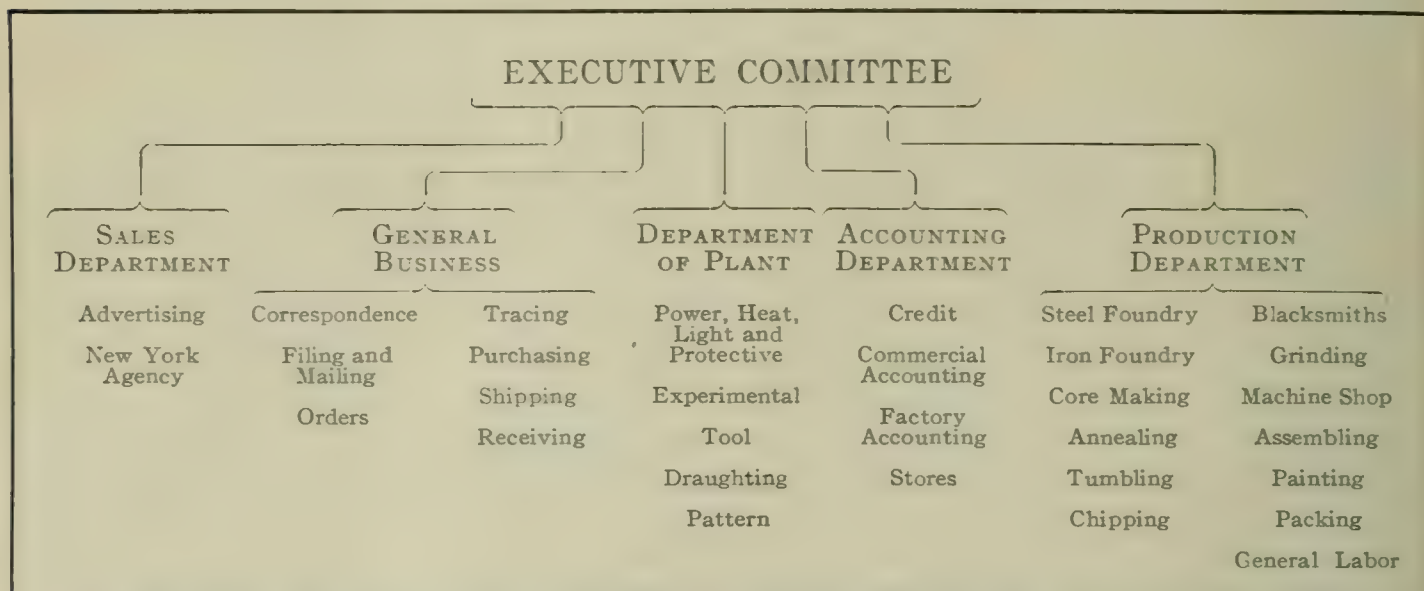 EXECUTIVE COMMITTEE
SALES
DEPARTMENT
Advertising
New York
Agency
GENERAL
BUSINESS
Correspondence
Filing and
Mailing
Orders
Tracing
Purchasing
Shipping
Receiving
DEPARTMENT
OF PLANT
Power, Heat,
Light and
Protective
Experimental
Tool
Draughting
Pattern
ACCOUNTING
DEPARTMENT
Credit
Commercial
Accounting
Factory
Accounting
Stores
PRODUCTION
DEPARTMENT
Steel Foundry
Iron Foundry
Core Making
Annealing
Tumbling
Chipping
Blacksmiths
Grinding
Machine Shop
Assembling
Painting
Packing
General Labor